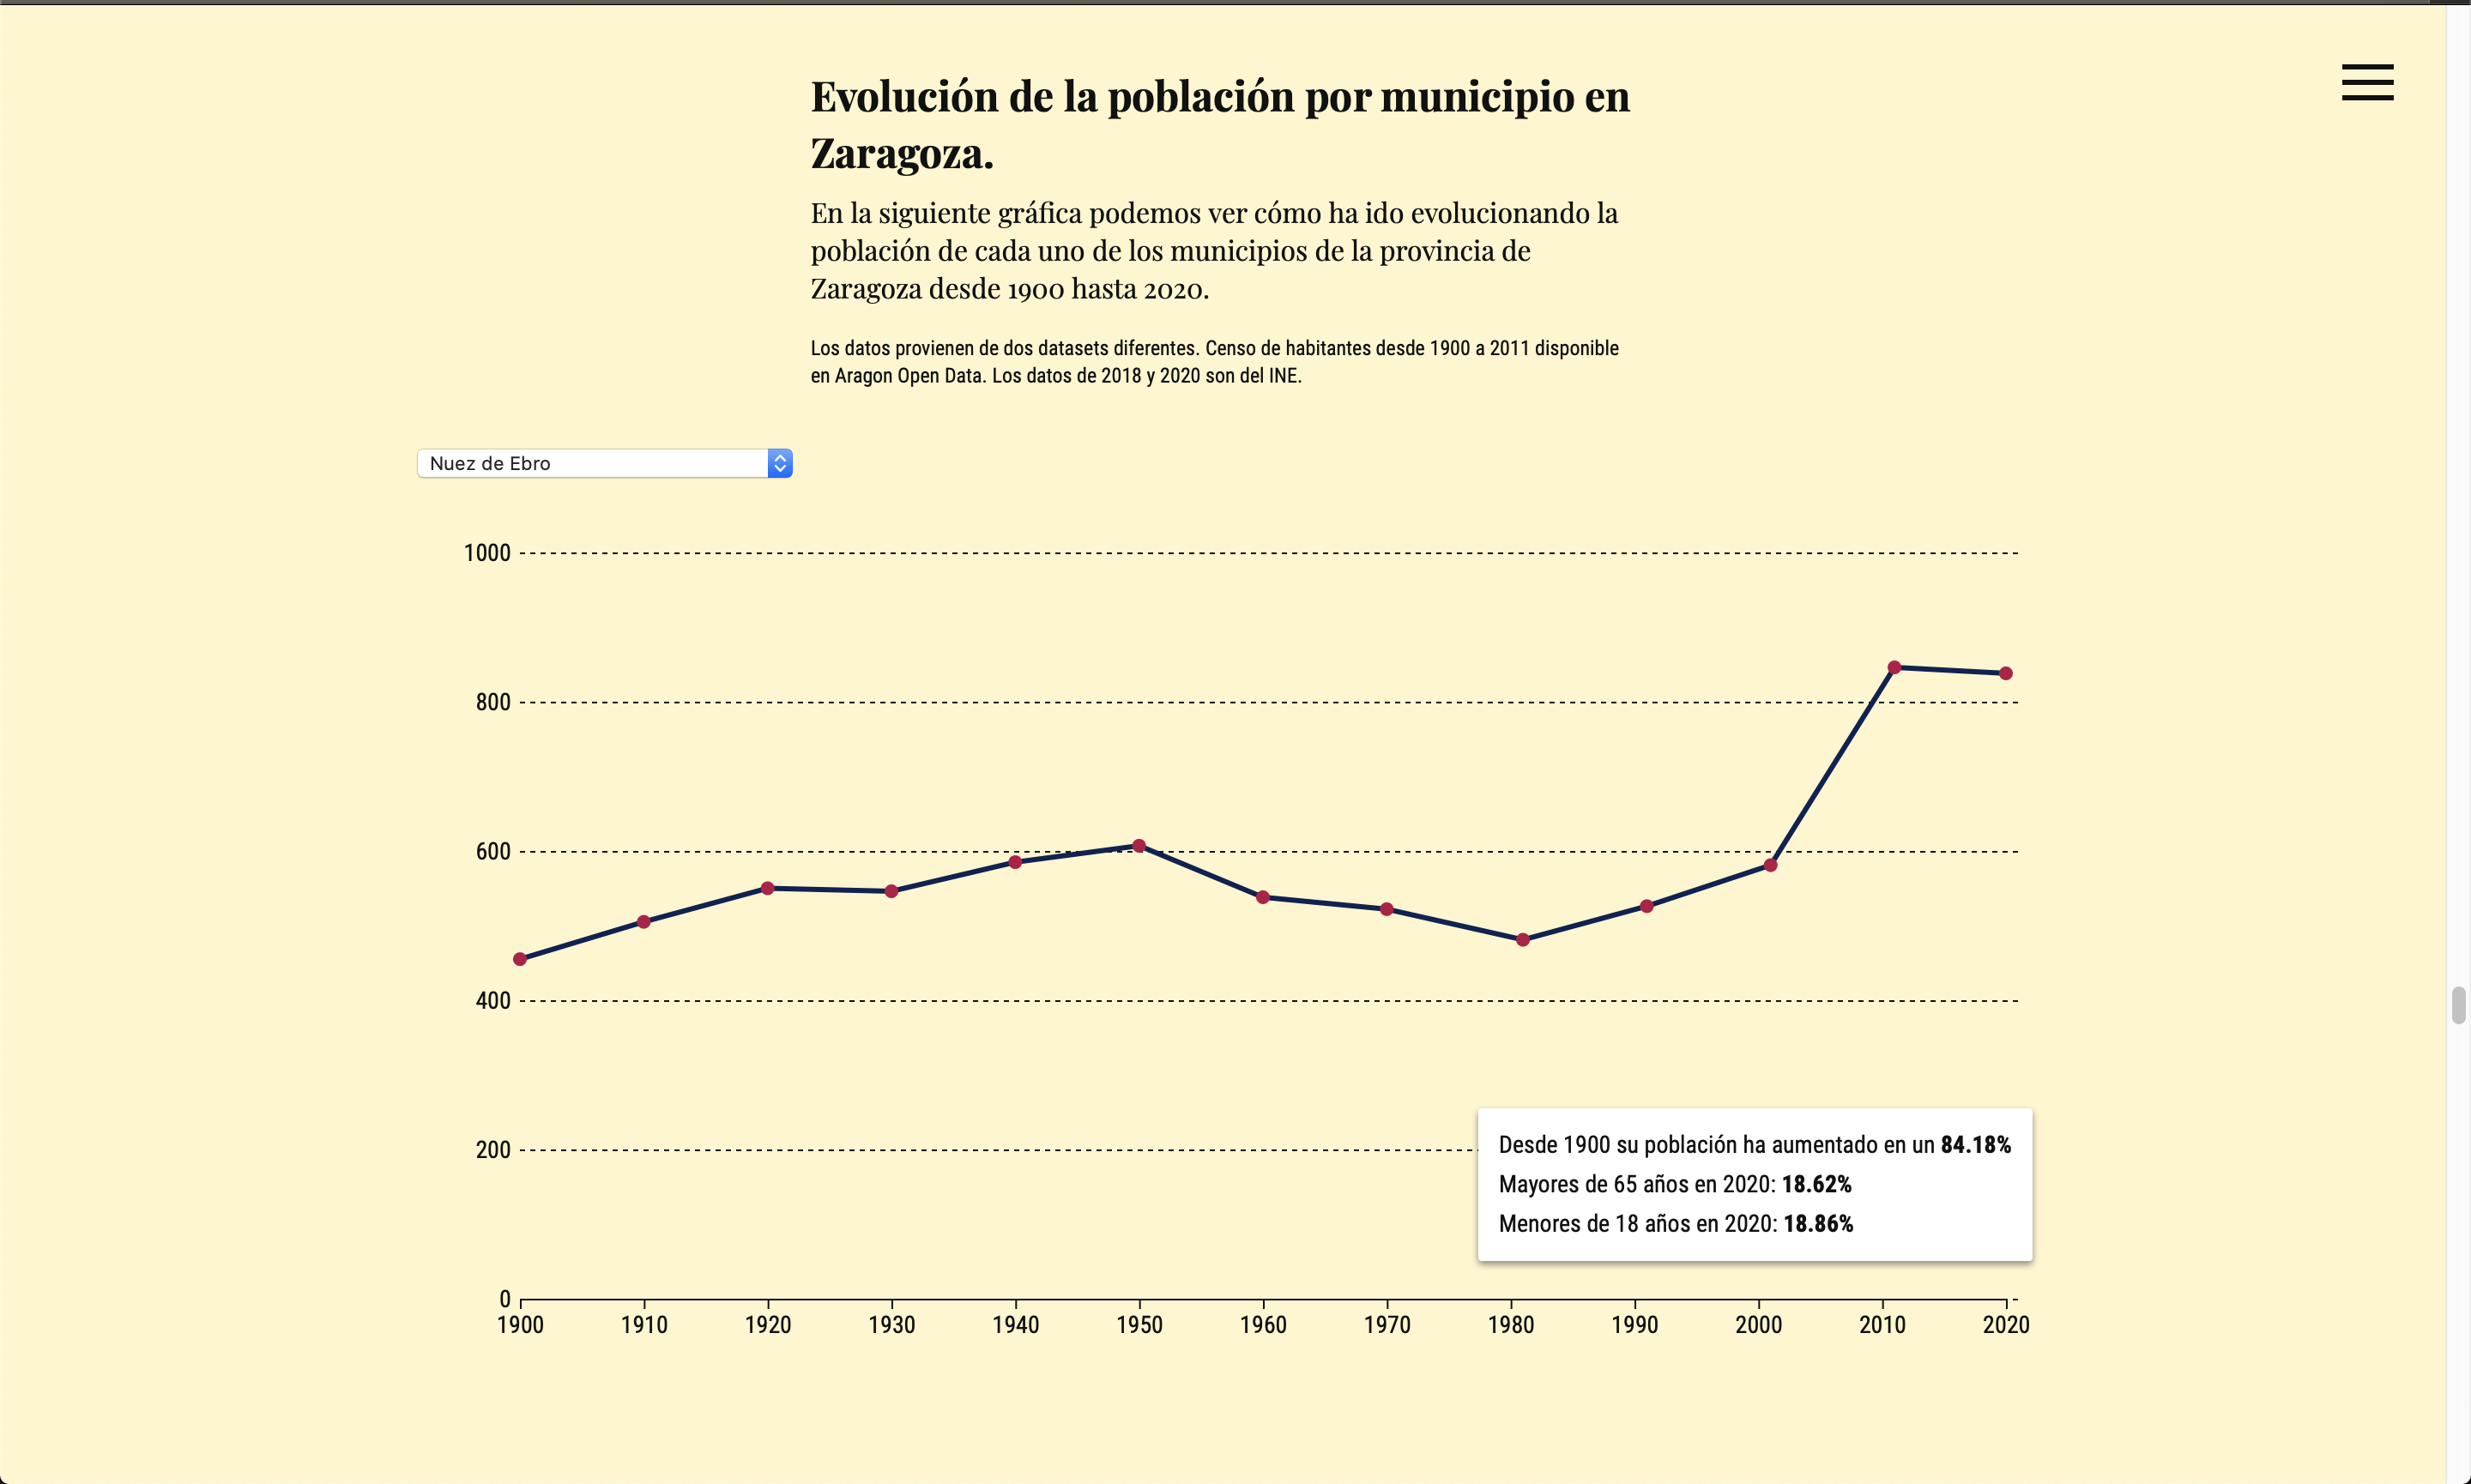 Evolución de la población por municipio en
Zaragoza.
En la siguiente gráfica podemos ver cómo ha ido evolucionando la
población de cada uno de los municipios de la provincia de
Zaragoza desde 1900 hasta 2020.
Los datos provienen de dos datasets diferentes. Censo de habitantes desde 1900 a 2011 disponible
en Aragon Open Data. Los datos de 2018 y 2020 son del INE.
Nuez de Ebro
1000
800
600
400
200
0
Desde 1900 su población ha aumentado en un 84.18%
Mayores de 65 años en 2020: 18.62%
Menores de 18 años en 2020: 18.86%
1900 1910 1920 1930 1940 1950 1960 1970 1980 1990 2000 2010 2020